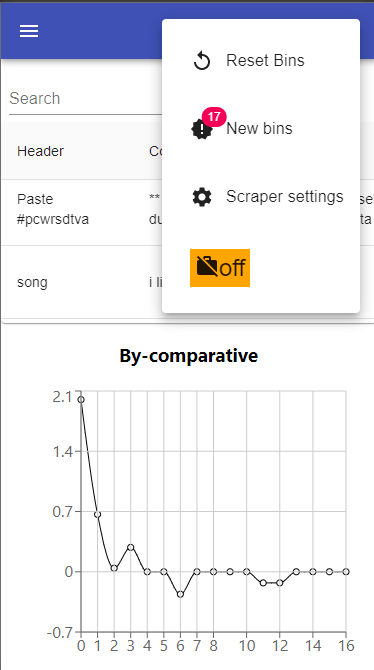 Reset Bins
17
New bins
Scraper settings
off
Search
Header
Co
Paste
#pcwrsdtva
**
se
du
ta
song
i li
By-comparative
2.1
1.4
0.7
0
-0.7
0 1 2 3 4 5 6 7 8 10 12 14 16